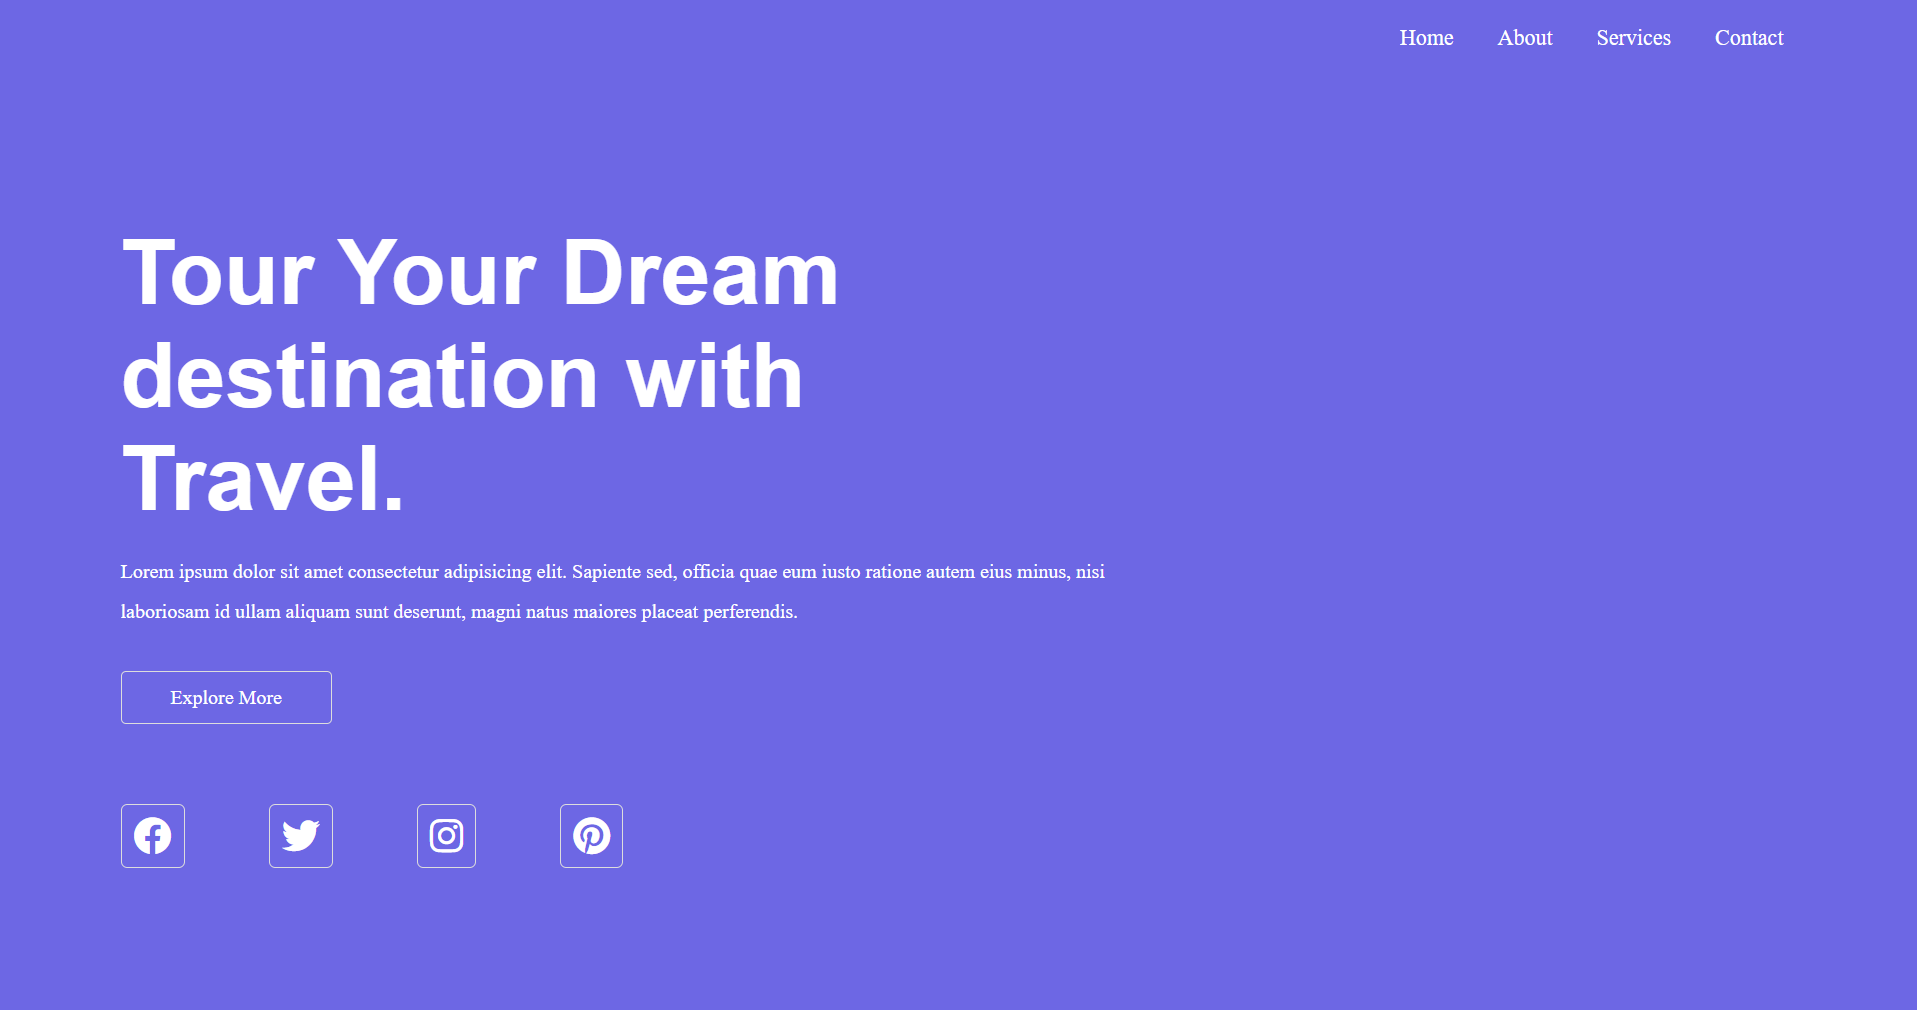 Home About Services Contact
Tour Your Dream
destination with
Travel.
Lorem ipsum dolor sit amet consectetur adipisicing elit. Sapiente sed, officia quae eum iusto ratione autem eius minus, nisi
laboriosam id ullam aliquam sunt deserunt, magni natus maiores placeat perferendis.
Explore More